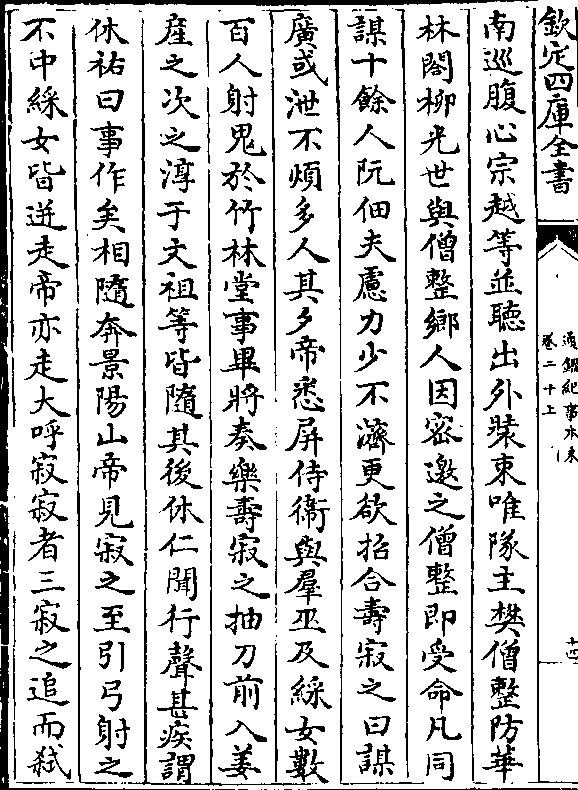 欽定四庫全書
通鑑紀事本末
卷二十上
十四
南巡腹心宗越等並聽出外裝束唯隊主樊僧整防華
林閤柳光世與僧整鄉人因密邀之僧整即受命凡同
謀十餘人阮佃夫慮力少不濟更欲招合壽寂之曰謀
廣或泄不煩多人其夕帝悉屏侍衞與羣巫及綵女數
百人射鬼於竹林堂事畢將奏樂壽寂之抽刀前入姜
産之次之淳于文祖等皆隨其後休仁聞行聲甚疾謂
休祐曰事作矣相隨奔景陽山帝見寂之至引弓射之
不中綵女皆迸走帝亦走大呼寂寂者三寂之追而弑